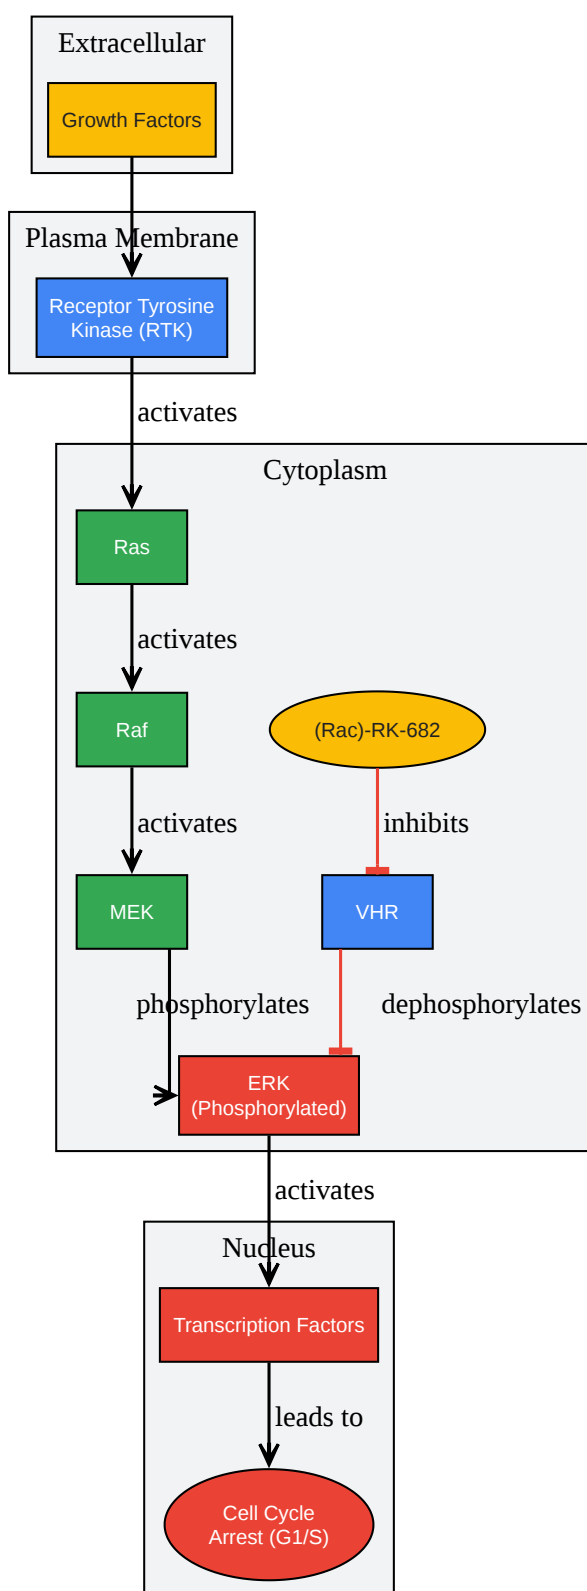 Extracellular
Growth Factors
Plasma Membrane
Receptor Tyrosine
Kinase (RTK)
activates
Cytoplasm
Ras
activates
Raf
(Rac)-RK-682
activates
inhibits
MEK
VHR
phosphorylates
dephosphorylates
ERK
(Phosphorylated)
activates
Nucleus
Transcription Factors
leads to
Cell Cycle
Arrest (G1/S)